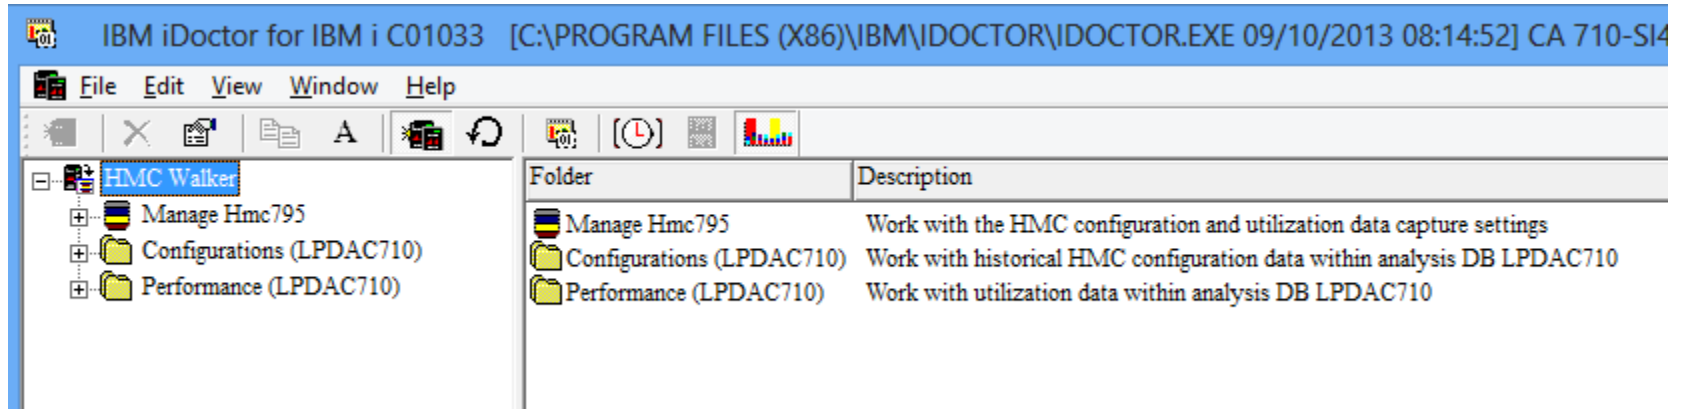 IBM iDoctor for IBM i C01033 [C:\PROGRAM FILES (X86)\IBM\IDOCTOR\IDOCTOR.EXE 09/10/2013 08:14:52] CA 710-SI4
File Edit View Window Help
A
HMC Walker
Manage Hmc795
Configurations (LPDAC710)
Performance (LPDAC710)
Folder Description
Manage Hmc795 Work with the HMC configuration and utilization data capture settings
Configurations (LPDAC710) Work with historical HMC configuration data within analysis DB LPDAC710
Performance (LPDAC710) Work with utilization data within analysis DB LPDAC710